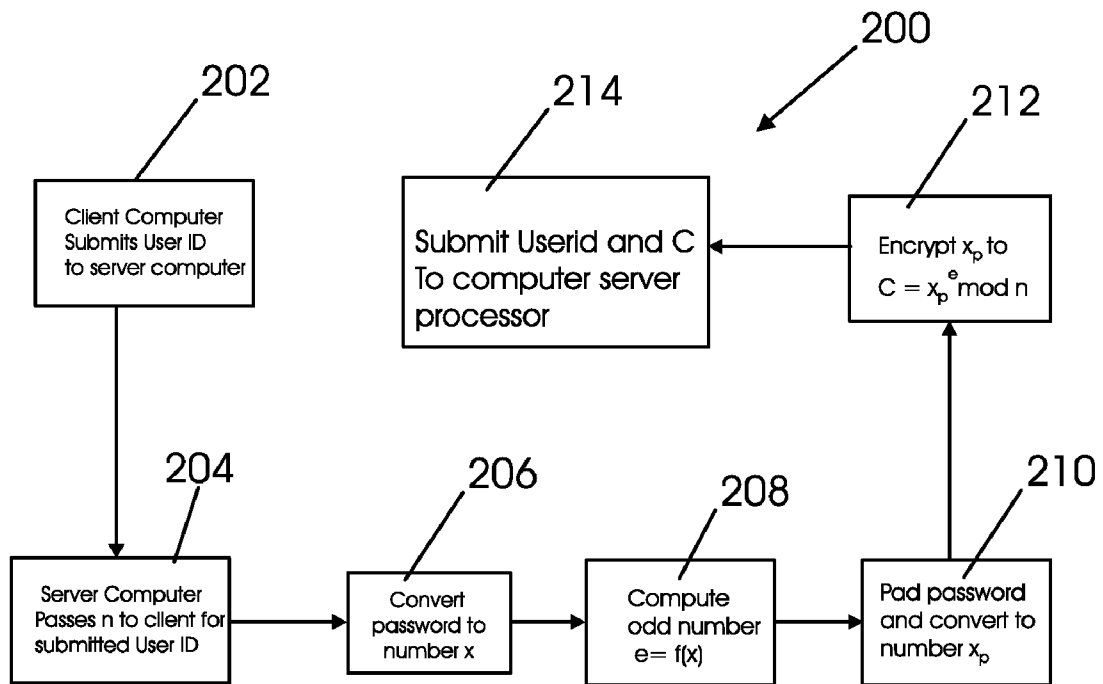 200
202
Client Computer
Submits User ID
to server computer
214
Submit Userid and C
To computer server
processor
212
Encrypt xₚ to
C = xₚᵉ mod n
204
Server Computer
Passes n to client for
submitted User ID
206
Convert
password to
number x
208
Compute
odd number
e= f(x)
210
Pad password
and convert to
number xₚ